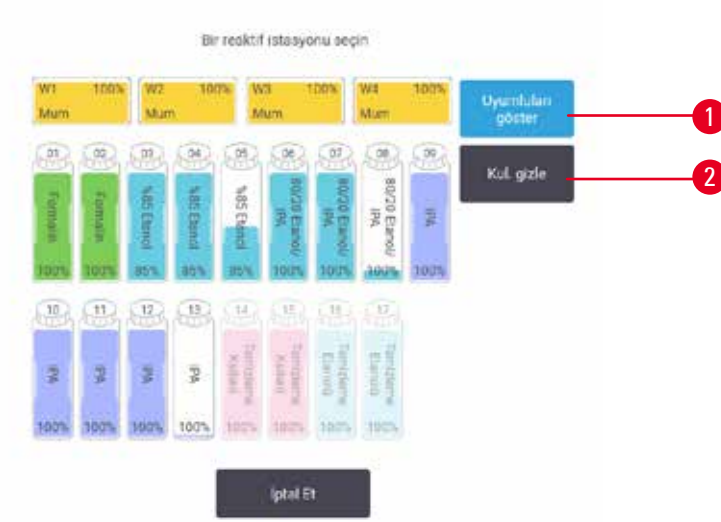 Bir reaktif istasyonu seçin
W1 100% W2 100% W3 100% W4 100%
Mum Mum Mum Mum
Uyumluları göster
1
Kul. gizle
2
01 02 03 04 05 06 07 08 09
Formalin Formalin %85 Etanol %85 Etanol %85 Etanol 80/20 Etanol/ IPA 80/20 Etanol/ IPA 80/20 Etanol/ IPA IPA
100% 100% 85% 85% 85% 100% 100% 100% 100%
10 11 12 13 14 15 16 17
IPA IPA IPA IPA Temizleme Ksileni Temizleme Ksileni Temizleme Etanolü Temizleme Etanolü
100% 100% 100% 100% 100% 100% 100% 100%
İptal Et